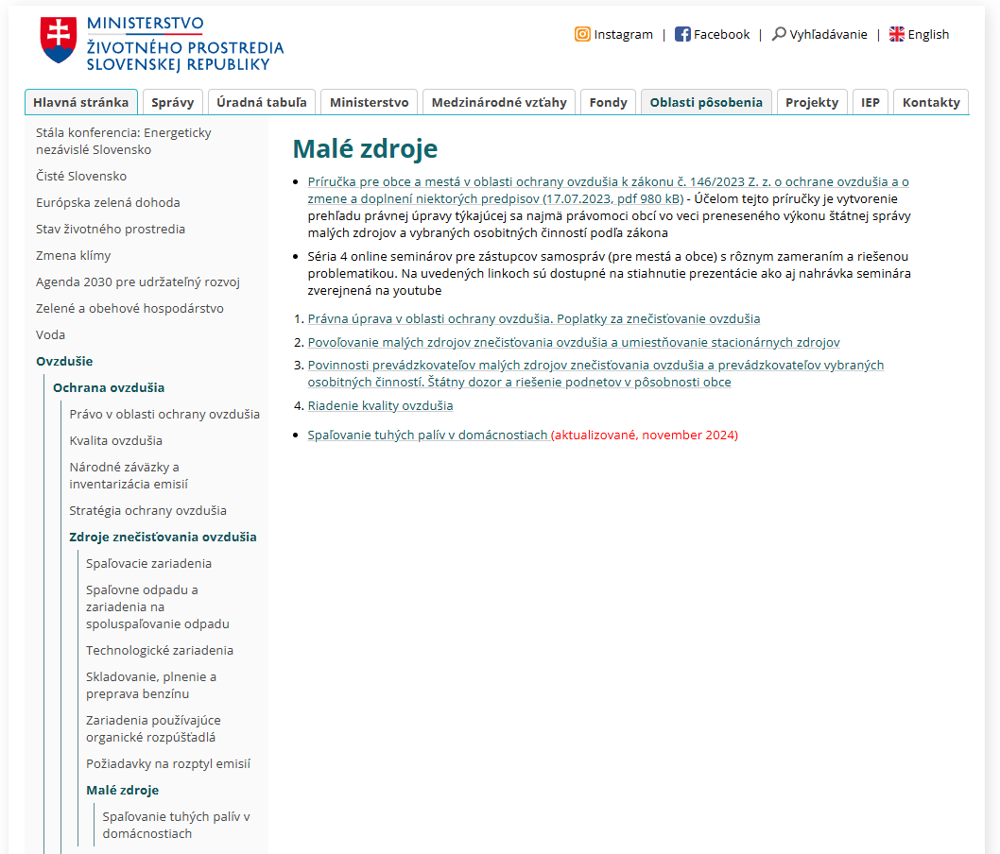 MINISTERSTVO
ŽIVOTNÉHO PROSTREDIA
SLOVENSKEJ REPUBLIKY
Instagram | Facebook | Vyhľadávanie | English
Hlavná stránka Správy Úradná tabuľa Ministerstvo Medzinárodné vzťahy Fondy Oblasti pôsobenia Projekty IEP Kontakty
Stála konferencia: Energeticky
nezávislé Slovensko
Čisté Slovensko
Európska zelená dohoda
Stav životného prostredia
Zmena klímy
Agenda 2030 pre udržateľný rozvoj
Zelené a obehové hospodárstvo
Voda
Ovzdušie
Ochrana ovzdušia
Právo v oblasti ochrany ovzdušia
Kvalita ovzdušia
Národné záväzky a
inventarizácia emisií
Stratégia ochrany ovzdušia
Zdroje znečisťovania ovzdušia
Spaľovacie zariadenia
Spaľovne odpadu a
zariadenia na
spoluspaľovanie odpadu
Technologické zariadenia
Skladovanie, plnenie a
preprava benzínu
Zariadenia používajúce
organické rozpúšťadlá
Požiadavky na rozptyl emisií
Malé zdroje
Spaľovanie tuhých palív v
domácnostiach
Malé zdroje
• Príručka pre obce a mestá v oblasti ochrany ovzdušia k zákonu č. 146/2023 Z. z. o ochrane ovzdušia a o
zmene a doplnení niektorých predpisov (17.07.2023, pdf 980 kB) - Účelom tejto príručky je vytvorenie
prehľadu právnej úpravy týkajúcej sa najmä právomoci obcí vo veci preneseného výkonu štátnej správy
malých zdrojov a vybraných osobitných činností podľa zákona
• Séria 4 online seminárov pre zástupcov samospráv (pre mestá a obce) s rôznym zameraním a riešenou
problematikou. Na uvedených linkoch sú dostupné na stiahnutie prezentácie ako aj nahrávka seminára
zverejnená na youtube
1. Právna úprava v oblasti ochrany ovzdušia. Poplatky za znečisťovanie ovzdušia
2. Povoľovanie malých zdrojov znečisťovania ovzdušia a umiestňovanie stacionárnych zdrojov
3. Povinnosti prevádzkovateľov malých zdrojov znečisťovania ovzdušia a prevádzkovateľov vybraných
osobitných činností. Štátny dozor a riešenie podnetov v pôsobnosti obce
4. Riadenie kvality ovzdušia
• Spaľovanie tuhých palív v domácnostiach (aktualizované, november 2024)